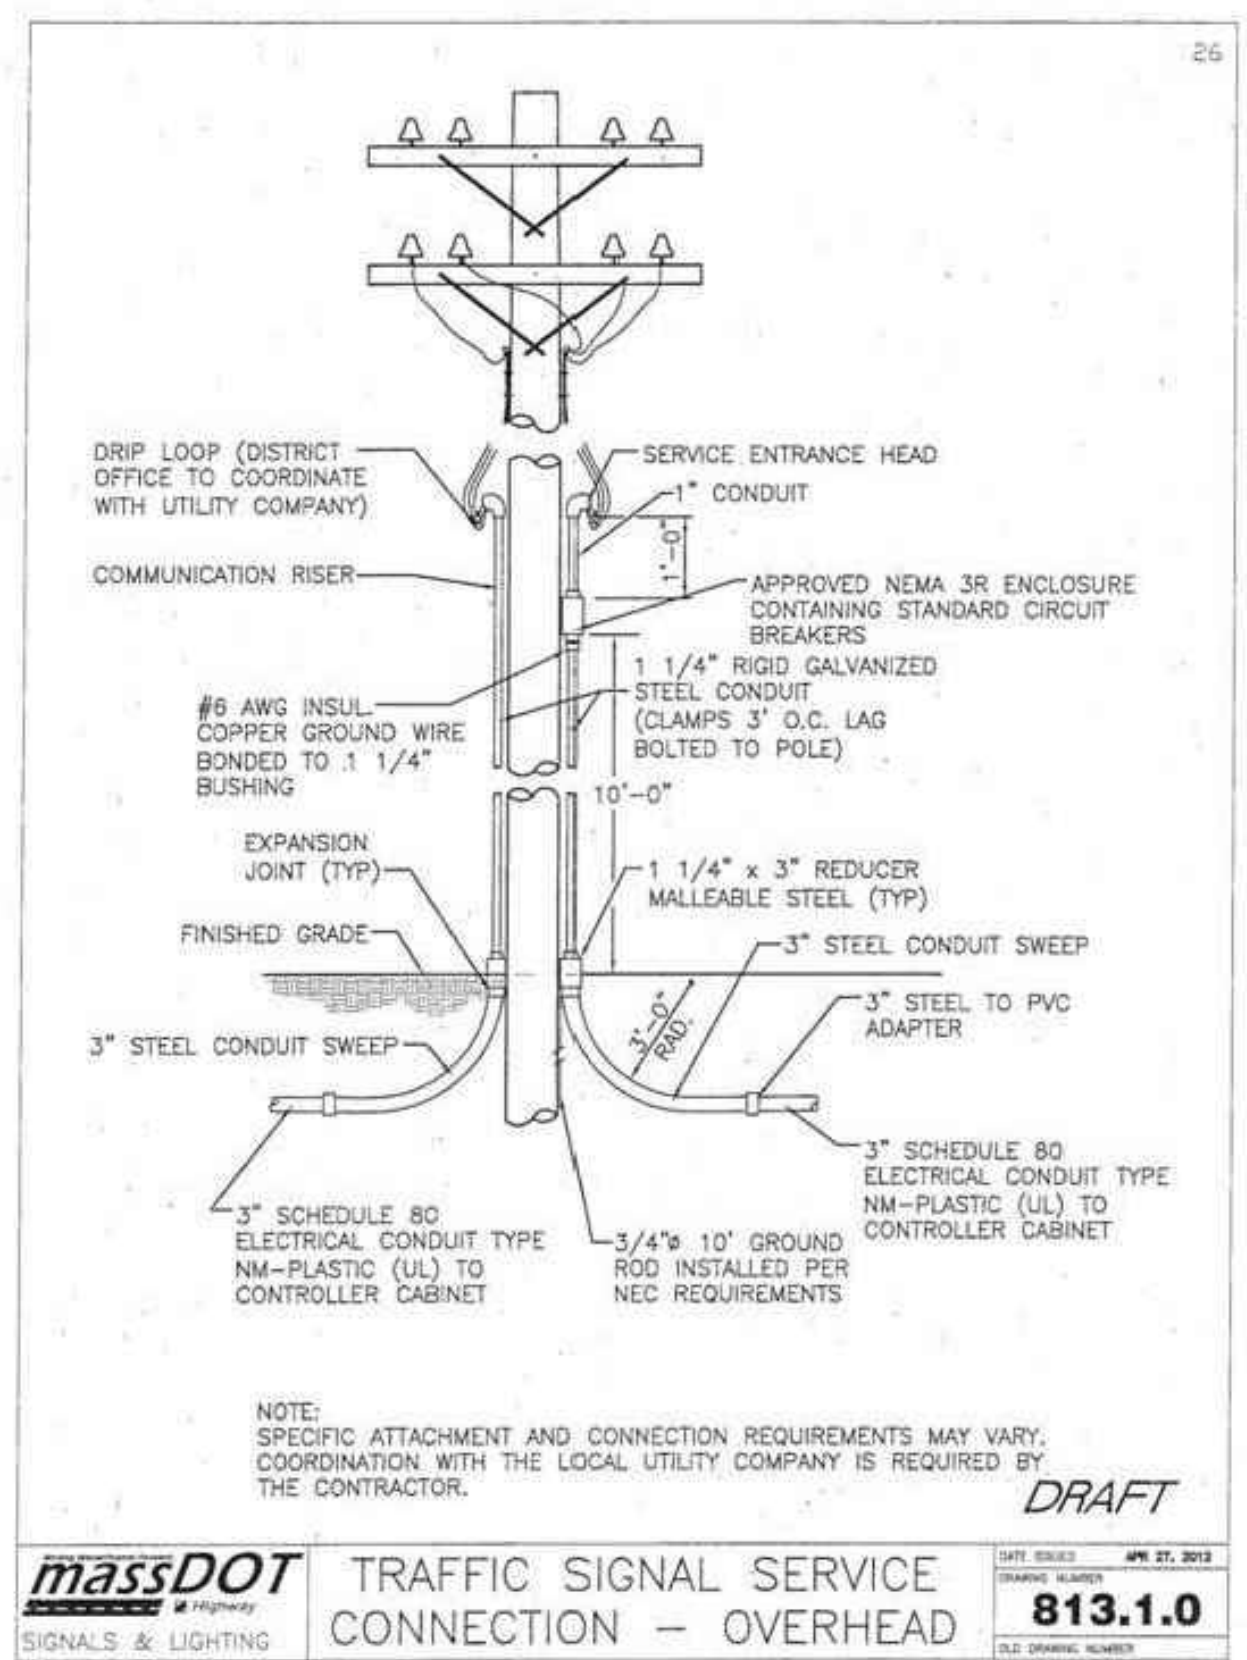 26
DRIP LOOP (DISTRICT
OFFICE TO COORDINATE
WITH UTILITY COMPANY)
SERVICE ENTRANCE HEAD
1" CONDUIT
1'-0"
COMMUNICATION RISER
APPROVED NEMA 3R ENCLOSURE
CONTAINING STANDARD CIRCUIT
BREAKERS
1 1/4" RIGID GALVANIZED
STEEL CONDUIT
(CLAMPS 3' O.C. LAG
BOLTED TO POLE)
#6 AWG INSUL.
COPPER GROUND WIRE
BONDED TO 1 1/4"
BUSHING
10'-0"
EXPANSION
JOINT (TYP)
1 1/4" x 3" REDUCER
MALLEABLE STEEL (TYP)
FINISHED GRADE
3" STEEL CONDUIT SWEEP
3" STEEL TO PVC
ADAPTER
3'-0"
RAD.
3" STEEL CONDUIT SWEEP
3" SCHEDULE 80
ELECTRICAL CONDUIT TYPE
NM-PLASTIC (UL) TO
CONTROLLER CABINET
3" SCHEDULE 80
ELECTRICAL CONDUIT TYPE
NM-PLASTIC (UL) TO
CONTROLLER CABINET
3/4"ø 10' GROUND
ROD INSTALLED PER
NEC REQUIREMENTS
NOTE:
SPECIFIC ATTACHMENT AND CONNECTION REQUIREMENTS MAY VARY.
COORDINATION WITH THE LOCAL UTILITY COMPANY IS REQUIRED BY
THE CONTRACTOR.
DRAFT
massDOT
Highway
SIGNALS & LIGHTING
TRAFFIC SIGNAL SERVICE
CONNECTION - OVERHEAD
DATE ISSUED APR 27, 2012
DRAWING NUMBER
813.1.0
OLD DRAWING NUMBER